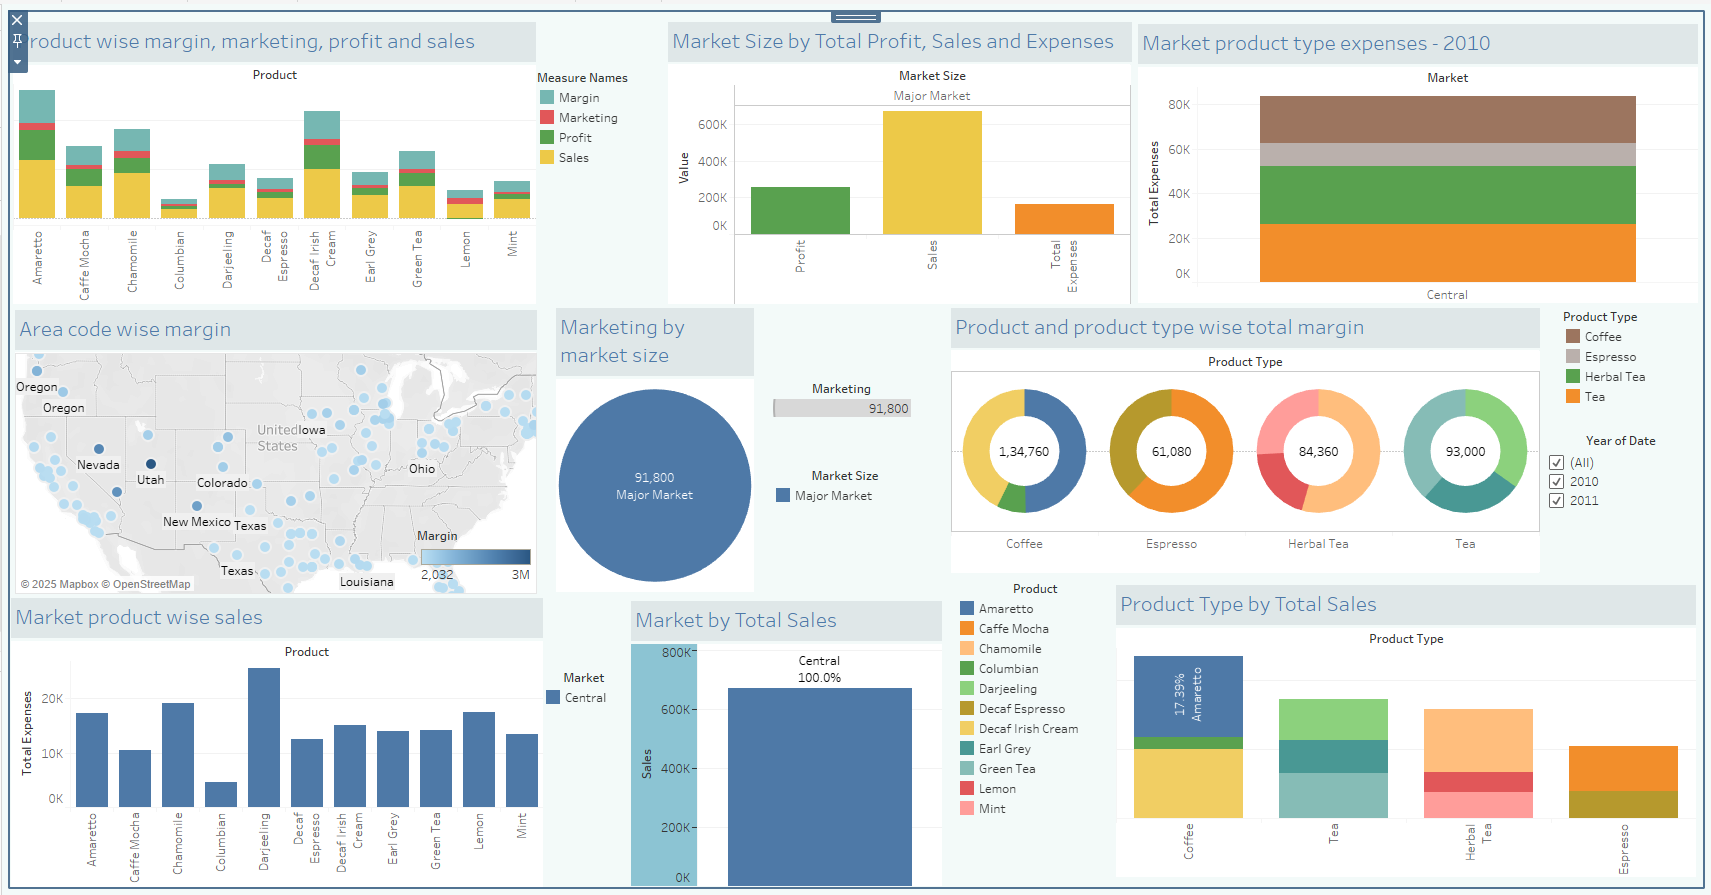 Product wise margin, marketing, profit and sales
Product
Amaretto
Caffe Mocha
Chamomile
Columbian
Darjeeling
Decaf
Espresso
Decaf Irish
Cream
Earl Grey
Green Tea
Lemon
Mint
Measure Names
Margin
Marketing
Profit
Sales
Market Size by Total Profit, Sales and Expenses
Market Size
Major Market
Value
600K
400K
200K
0K
Profit
Sales
Total
Expenses
Market product type expenses - 2010
Market
Total Expenses
80K
60K
40K
20K
0K
Central
Area code wise margin
Oregon
Oregon
United
States
Iowa
Nevada
Utah
Colorado
Ohio
New Mexico
Texas
Texas
Louisiana
Margin
2,032
3M
© 2025 Mapbox © OpenStreetMap
Marketing by
market size
91,800
Major Market
Marketing
91,800
Market Size
Major Market
Product and product type wise total margin
Product Type
1,34,760
61,080
84,360
93,000
Coffee
Espresso
Herbal Tea
Tea
Product Type
Coffee
Espresso
Herbal Tea
Tea
Year of Date
(All)
2010
2011
Market product wise sales
Product
Total Expenses
20K
10K
0K
Amaretto
Caffe Mocha
Chamomile
Columbian
Darjeeling
Decaf
Espresso
Decaf Irish
Cream
Earl Grey
Green Tea
Lemon
Mint
Market
Central
Market by Total Sales
Sales
800K
600K
400K
200K
0K
Central
100.0%
Product
Amaretto
Caffe Mocha
Chamomile
Columbian
Darjeeling
Decaf Espresso
Decaf Irish Cream
Earl Grey
Green Tea
Lemon
Mint
Product Type by Total Sales
Product Type
17.39%
Amaretto
Coffee
Tea
Herbal
Tea
Espresso